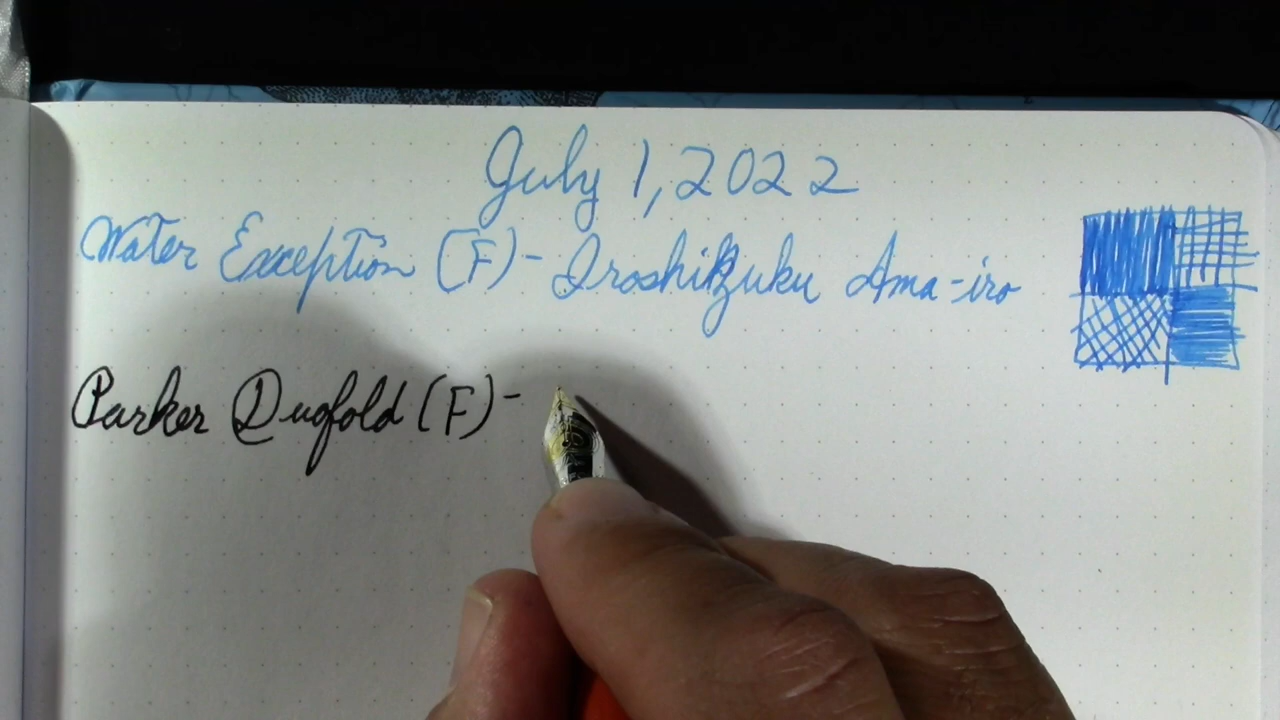 July 1, 2022
Water Exception (F) - Iroshizuku Ama-iro
Parker Duofold (F) -